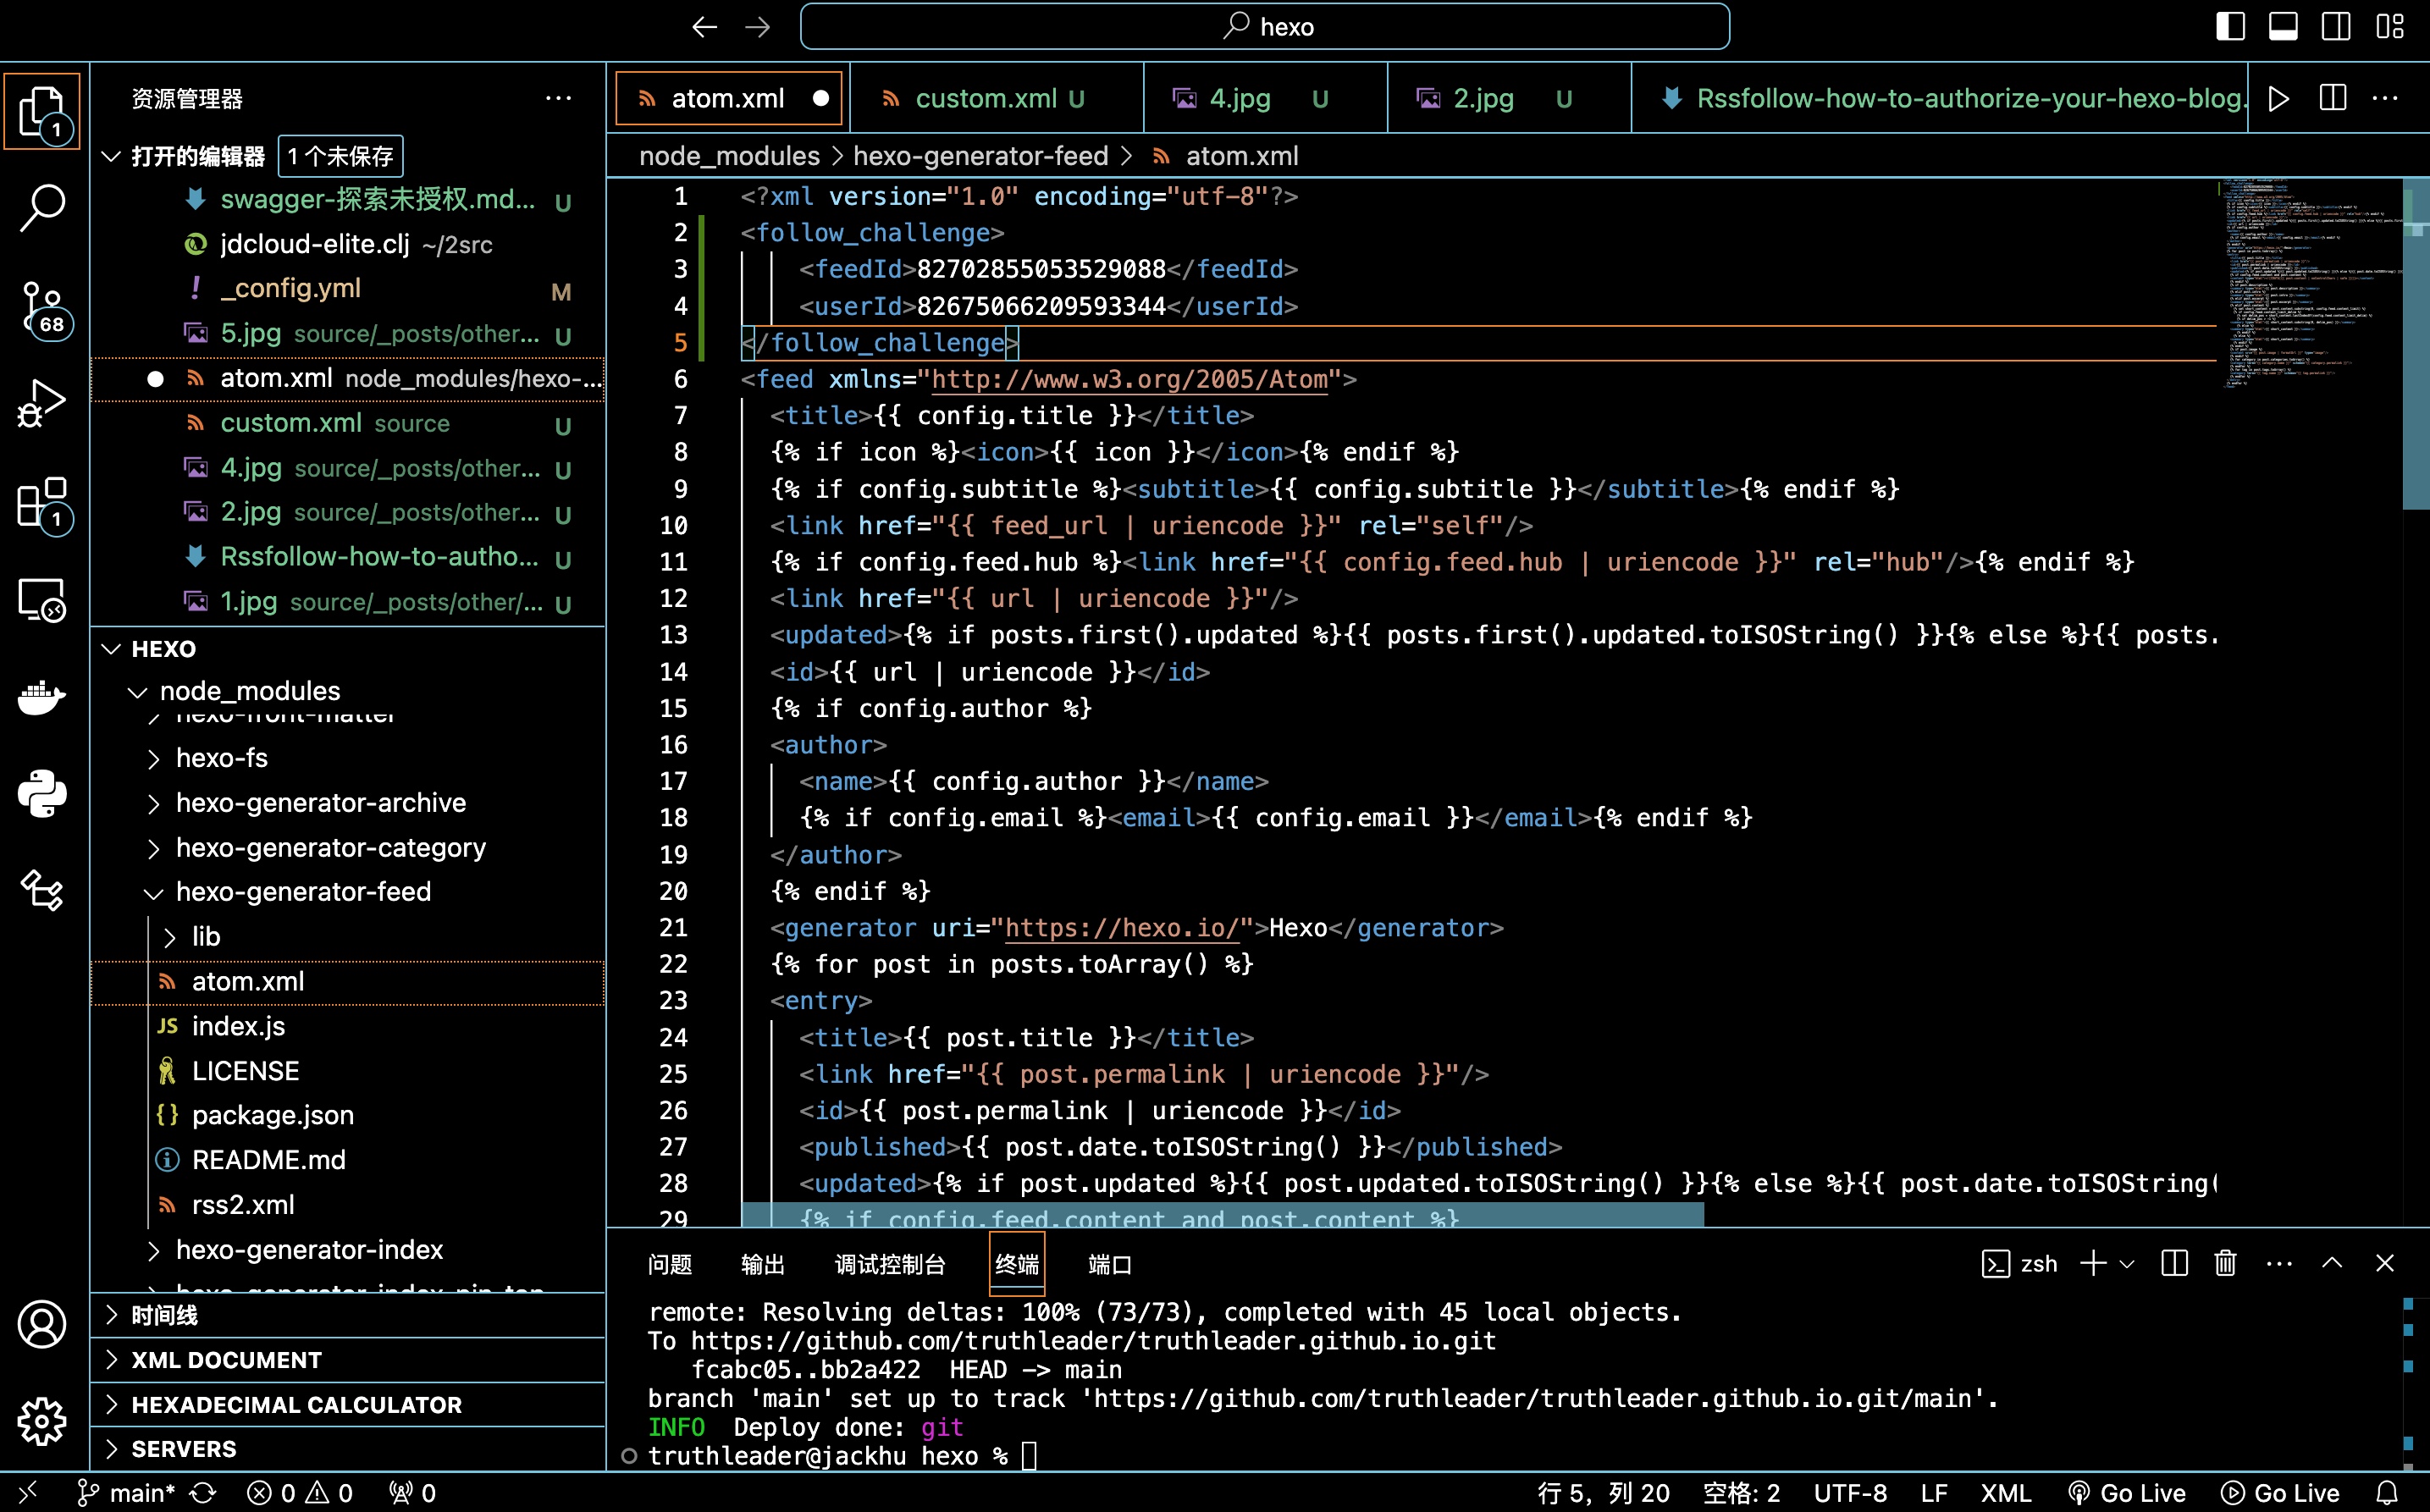 hexo
资源管理器
打开的编辑器 1 个未保存
swagger-探索未授权.md... U
jdcloud-elite.clj ~/2src
_config.yml M
5.jpg source/_posts/other... U
atom.xml node_modules/hexo-...
custom.xml source U
4.jpg source/_posts/other... U
2.jpg source/_posts/other... U
Rssfollow-how-to-autho... U
1.jpg source/_posts/other/... U
HEXO
node_modules
hexo-front-matter
hexo-fs
hexo-generator-archive
hexo-generator-category
hexo-generator-feed
lib
atom.xml
JS index.js
LICENSE
{} package.json
README.md
rss2.xml
hexo-generator-index
hexo-generator-index-pin-top
时间线
XML DOCUMENT
HEXADECIMAL CALCULATOR
SERVERS
1
68
1
atom.xml custom.xml U 4.jpg U 2.jpg U Rssfollow-how-to-authorize-your-hexo-blog.
node_modules > hexo-generator-feed > atom.xml
1 <?xml version="1.0" encoding="utf-8"?>
2 <follow_challenge>
3 <feedId>82702855053529088</feedId>
4 <userId>82675066209593344</userId>
5 </follow_challenge>
6 <feed xmlns="http://www.w3.org/2005/Atom">
7 <title>{{ config.title }}</title>
8 {% if icon %}<icon>{{ icon }}</icon>{% endif %}
9 {% if config.subtitle %}<subtitle>{{ config.subtitle }}</subtitle>{% endif %}
10 <link href="{{ feed_url | uriencode }}" rel="self"/>
11 {% if config.feed.hub %}<link href="{{ config.feed.hub | uriencode }}" rel="hub"/>{% endif %}
12 <link href="{{ url | uriencode }}"/>
13 <updated>{% if posts.first().updated %}{{ posts.first().updated.toISOString() }}{% else %}{{ posts.
14 <id>{{ url | uriencode }}</id>
15 {% if config.author %}
16 <author>
17 <name>{{ config.author }}</name>
18 {% if config.email %}<email>{{ config.email }}</email>{% endif %}
19 </author>
20 {% endif %}
21 <generator uri="https://hexo.io/">Hexo</generator>
22 {% for post in posts.toArray() %}
23 <entry>
24 <title>{{ post.title }}</title>
25 <link href="{{ post.permalink | uriencode }}"/>
26 <id>{{ post.permalink | uriencode }}</id>
27 <published>{{ post.date.toISOString() }}</published>
28 <updated>{% if post.updated %}{{ post.updated.toISOString() }}{% else %}{{ post.date.toISOString(
29 {% if config.feed.content and post.content %}
问题 输出 调试控制台 终端 端口 zsh
remote: Resolving deltas: 100% (73/73), completed with 45 local objects.
To https://github.com/truthleader/truthleader.github.io.git
fcabc05..bb2a422 HEAD -> main
branch 'main' set up to track 'https://github.com/truthleader/truthleader.github.io.git/main'.
INFO Deploy done: git
truthleader@jackhu hexo %
main* 0 0 0 行 5，列 20 空格: 2 UTF-8 LF XML Go Live Go Live